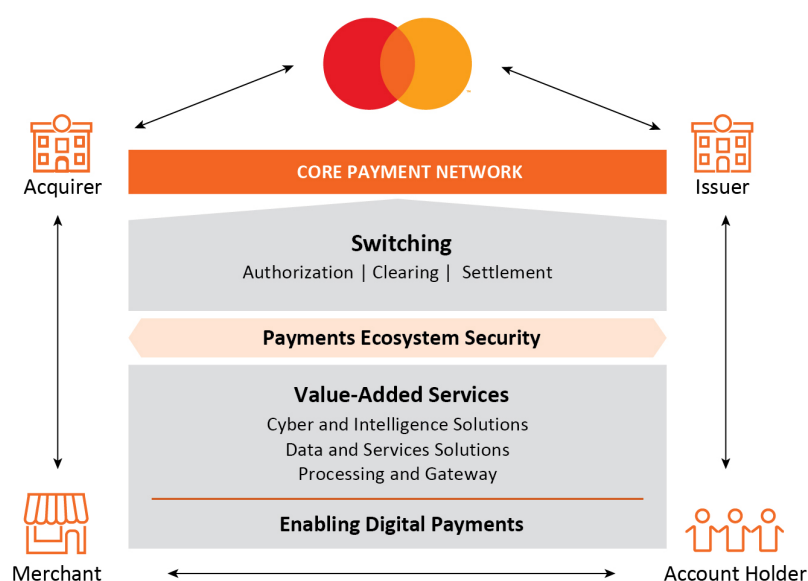 Acquirer
Issuer
CORE PAYMENT NETWORK
Switching
Authorization | Clearing | Settlement
Payments Ecosystem Security
Value-Added Services
Cyber and Intelligence Solutions
Data and Services Solutions
Processing and Gateway
Enabling Digital Payments
Merchant
Account Holder